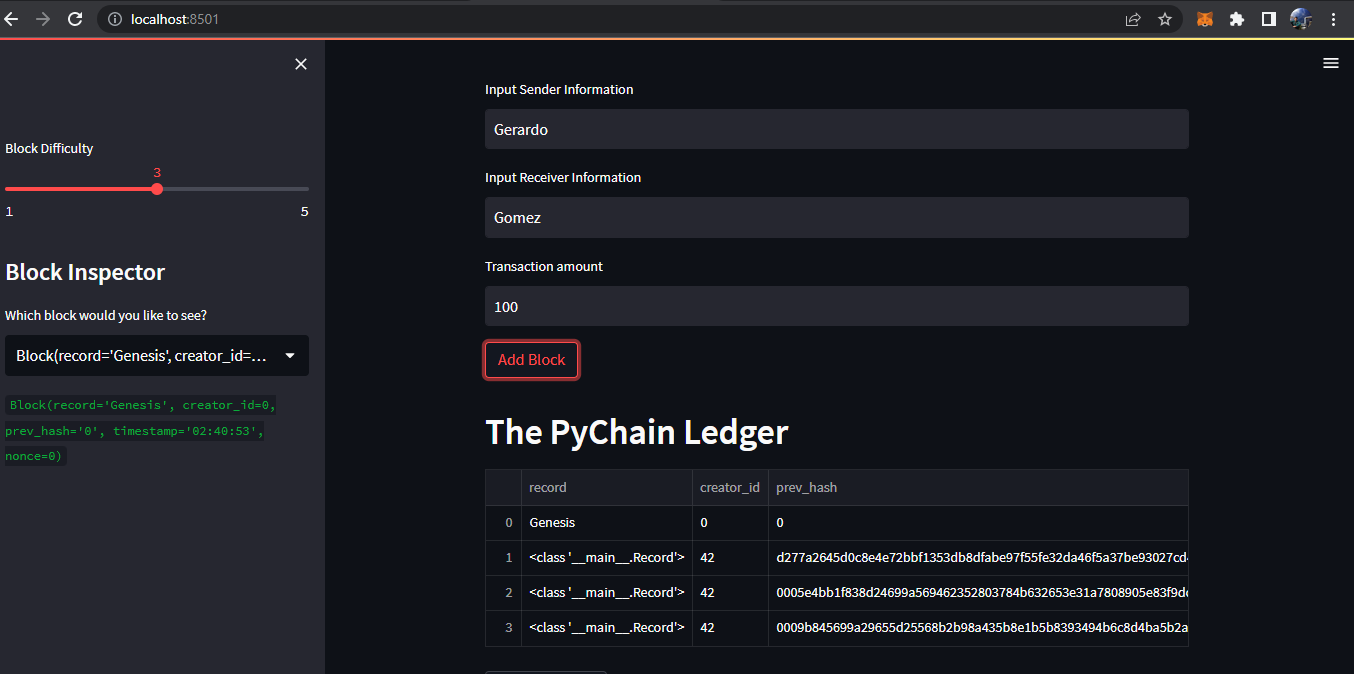 localhost:8501
Block Difficulty
3
1
5
Block Inspector
Which block would you like to see?
Block(record='Genesis', creator_id=...
Block(record='Genesis', creator_id=0,
prev_hash='0', timestamp='02:40:53',
nonce=0)
Input Sender Information
Gerardo
Input Receiver Information
Gomez
Transaction amount
100
Add Block
The PyChain Ledger
record creator_id prev_hash
0 Genesis 0 0
1 <class '__main__.Record'> 42 d277a2645d0c8e4e72bbf1353db8dfabe97f55fe32da46f5a37be93027cd
2 <class '__main__.Record'> 42 0005e4bb1f838d24699a569462352803784b632653e31a7808905e83f9d
3 <class '__main__.Record'> 42 0009b845699a29655d25568b2b98a435b8e1b5b8393494b6c8d4ba5b2a